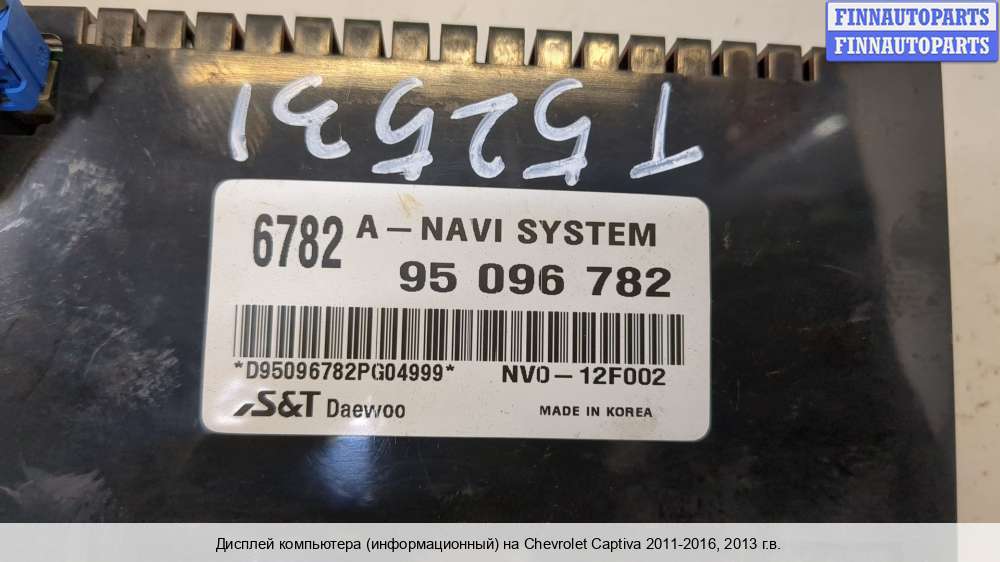 FINNAUTOPARTS
FINNAUTOPARTS
T52531
6782 A – NAVI SYSTEM
95 096 782
*D95096782PG04999* NV0–12F002
S&T Daewoo MADE IN KOREA
Дисплей компьютера (информационный) на Chevrolet Captiva 2011-2016, 2013 г.в.